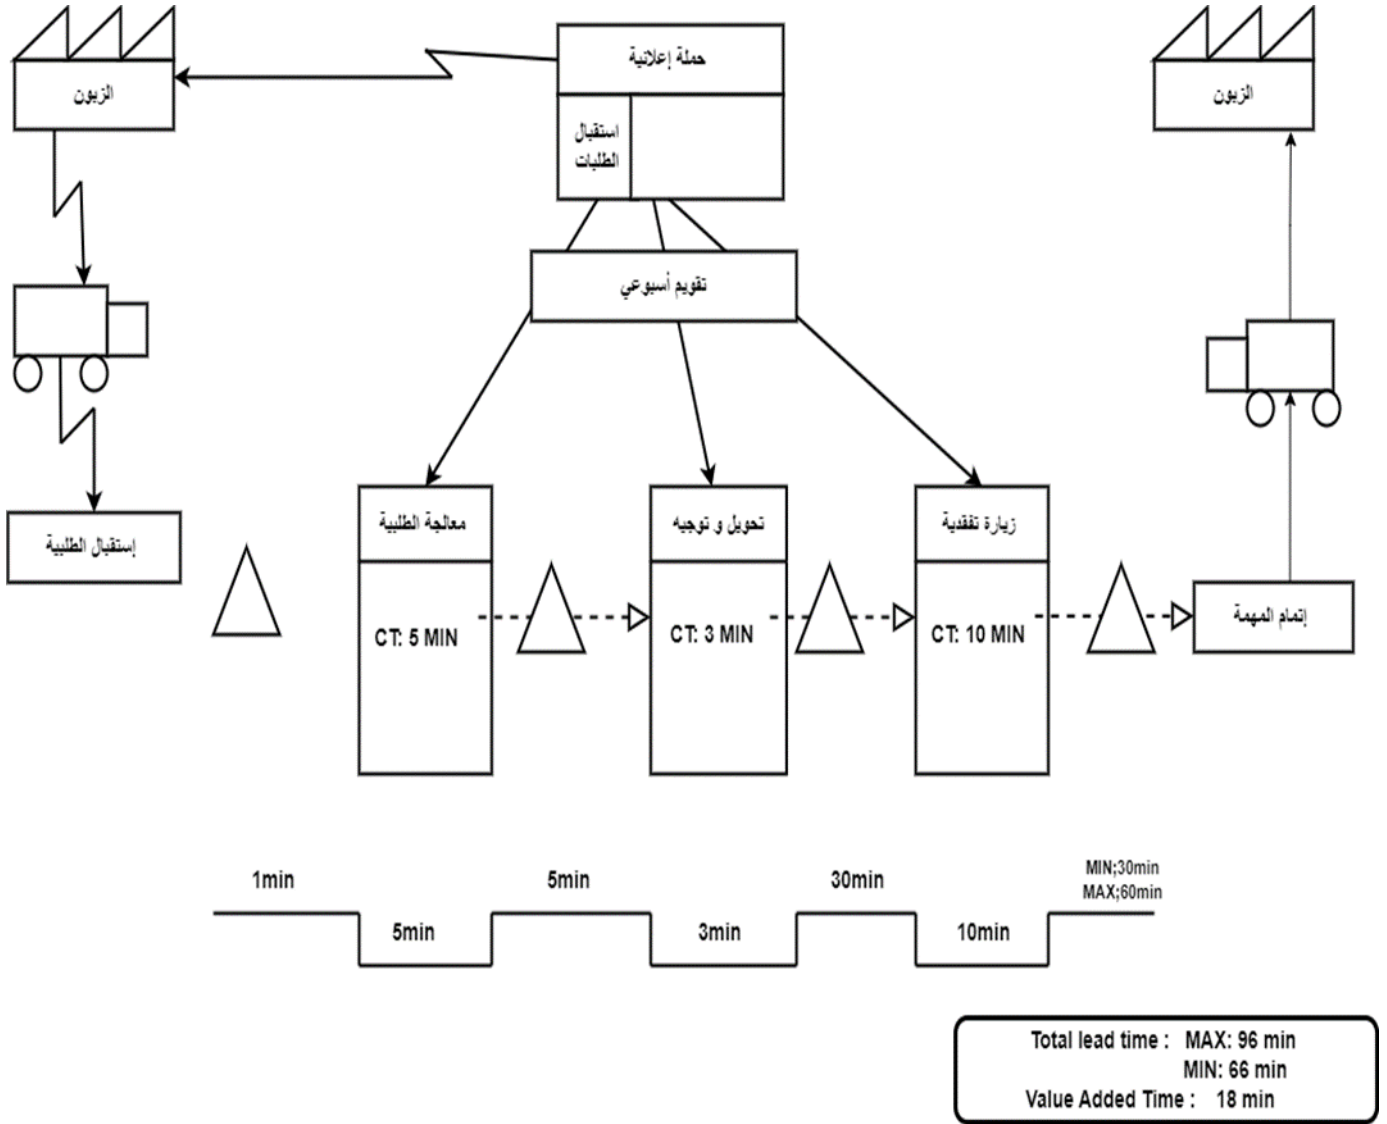 حملة إعلانية
الزبون
الزبون
استقبال
الطلبات
تقويم أسبوعي
معالجة الطلبية
تحويل و توجيه
زيارة تفقدية
إستقبال الطلبية
إتمام المهمة
CT: 5 MIN
CT: 3 MIN
CT: 10 MIN
1min
5min
30min
MIN;30min
MAX;60min
5min
3min
10min
Total lead time : MAX: 96 min
MIN: 66 min
Value Added Time : 18 min